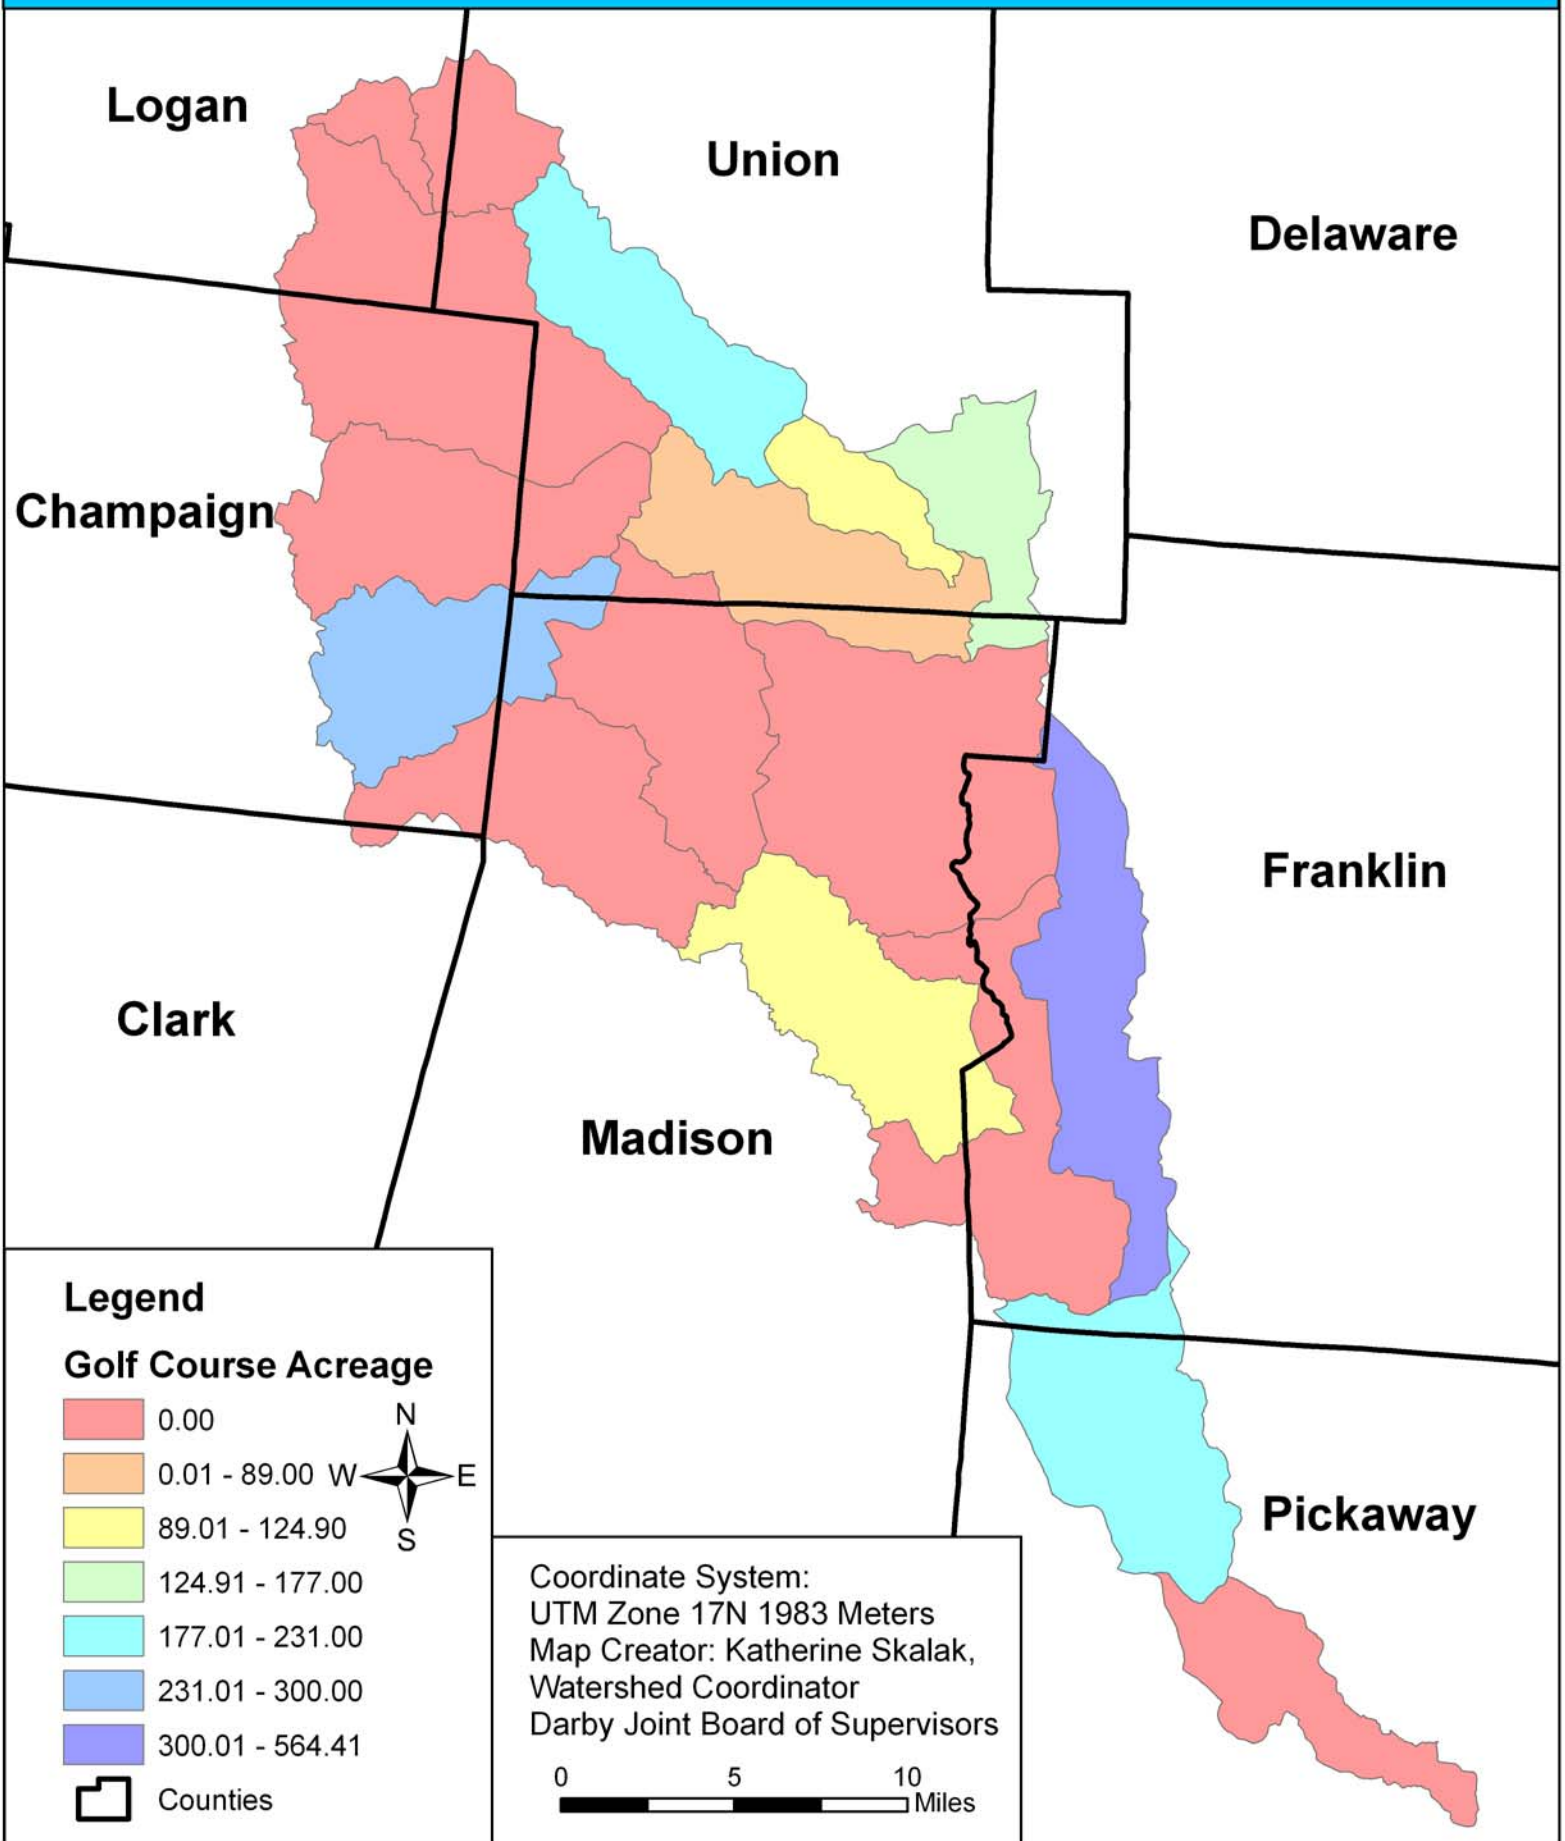 Logan
Union
Delaware
Champaign
Franklin
Clark
Madison
Pickaway
Legend
Golf Course Acreage
0.00
0.01 - 89.00
89.01 - 124.90
124.91 - 177.00
177.01 - 231.00
231.01 - 300.00
300.01 - 564.41
Counties
N
W E
S
Coordinate System:
UTM Zone 17N 1983 Meters
Map Creator: Katherine Skalak,
Watershed Coordinator
Darby Joint Board of Supervisors
0 5 10
Miles